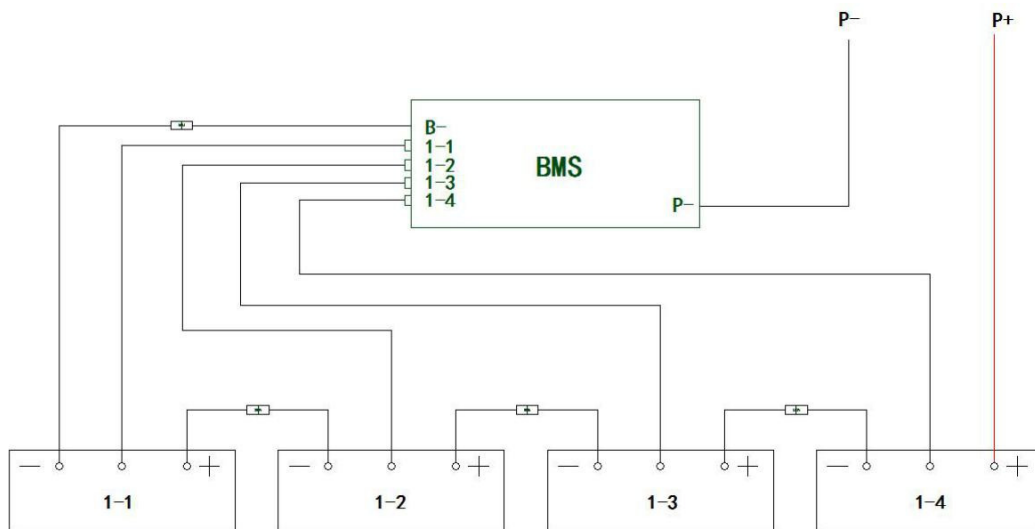 P-
P+
B-
1-1
1-2
1-3
1-4
BMS
P-
- +
1-1
- +
1-2
- +
1-3
- +
1-4